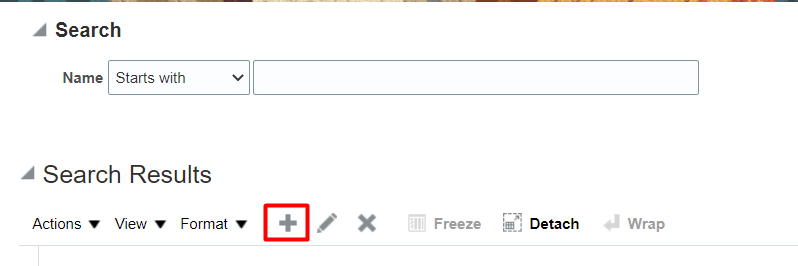 Search
Name Starts with
Search Results
Actions View Format Freeze Detach Wrap